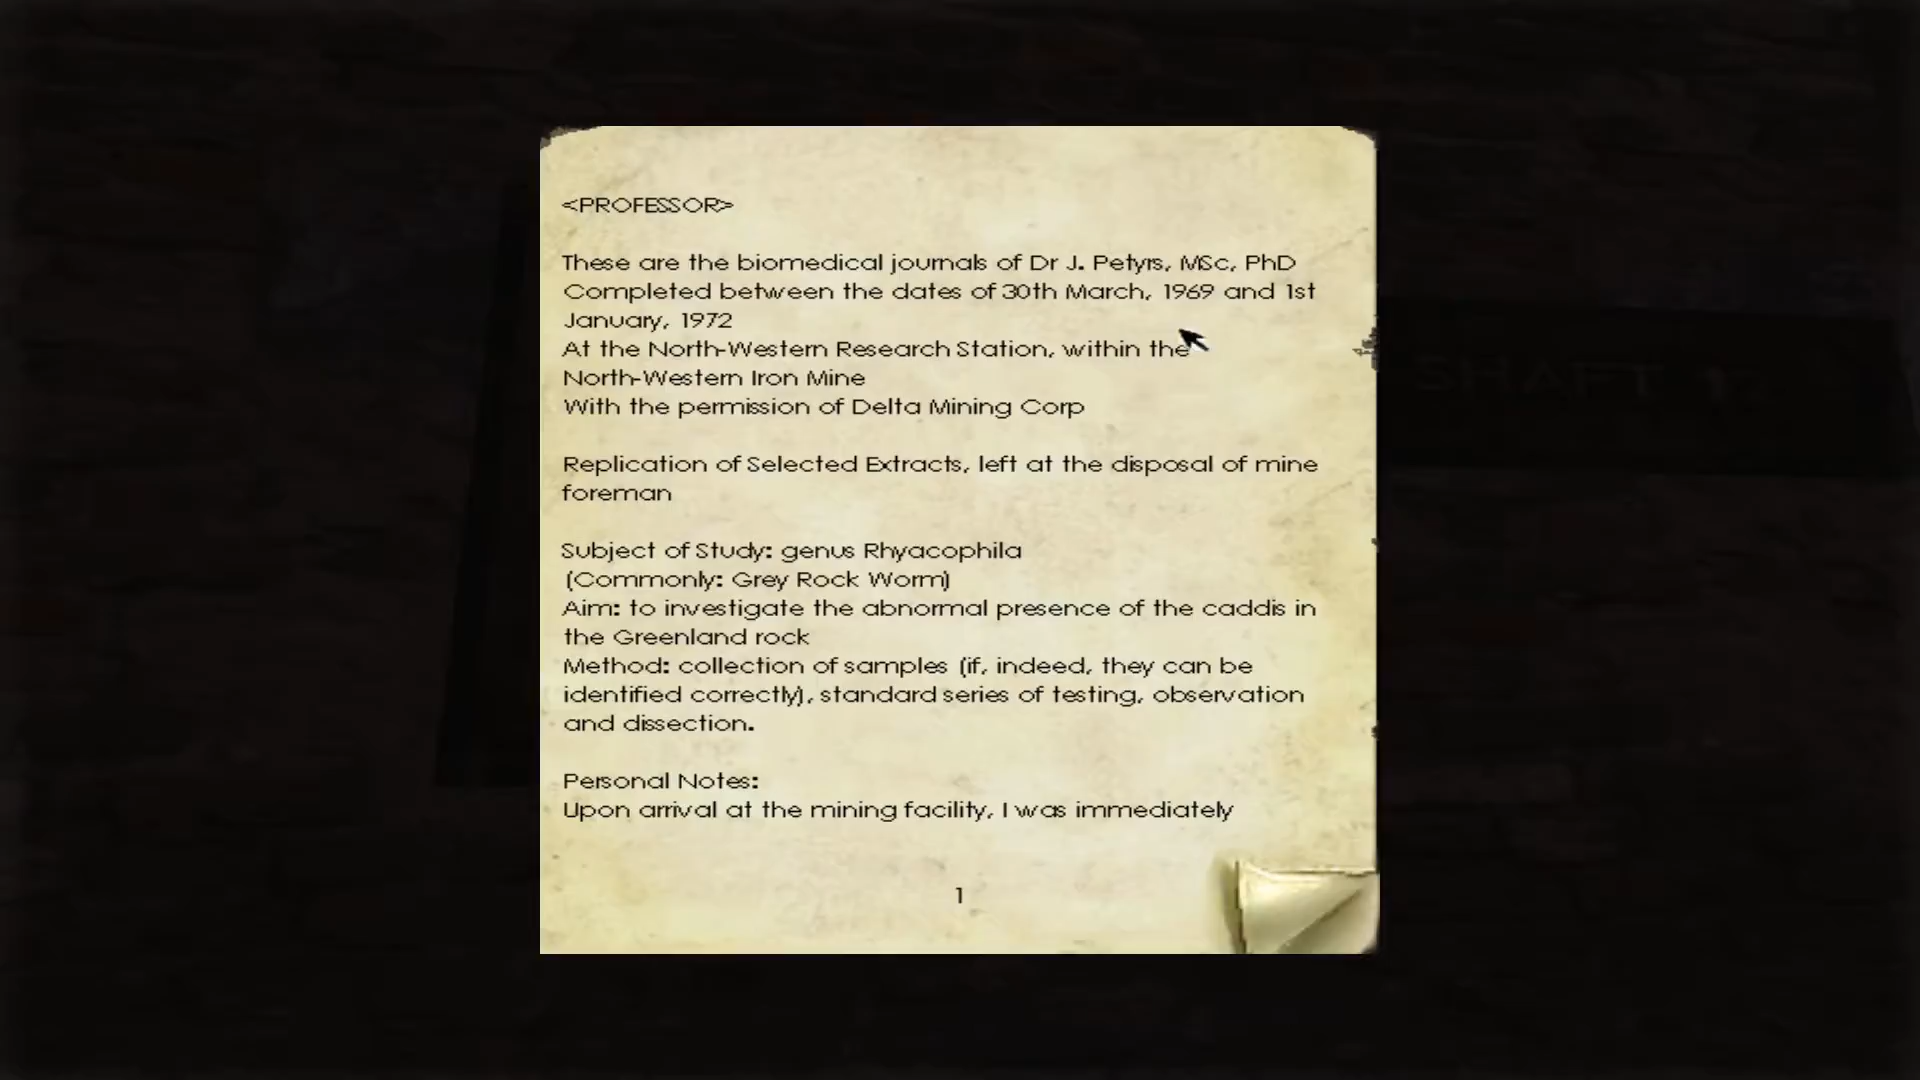 <PROFESSOR>
These are the biomedical journals of Dr J. Petyrs, MSc, PhD
Completed between the dates of 30th March, 1969 and 1st
January, 1972
At the North-Western Research Station, within the
North-Western Iron Mine
With the permission of Delta Mining Corp
Replication of Selected Extracts, left at the disposal of mine
foreman
Subject of Study: genus Rhyacophila
(Commonly: Grey Rock Worm)
Aim: to investigate the abnormal presence of the caddis in
the Greenland rock
Method: collection of samples (if, indeed, they can be
identified correctly), standard series of testing, observation
and dissection.
Personal Notes:
Upon arrival at the mining facility, I was immediately
1
SHAFT